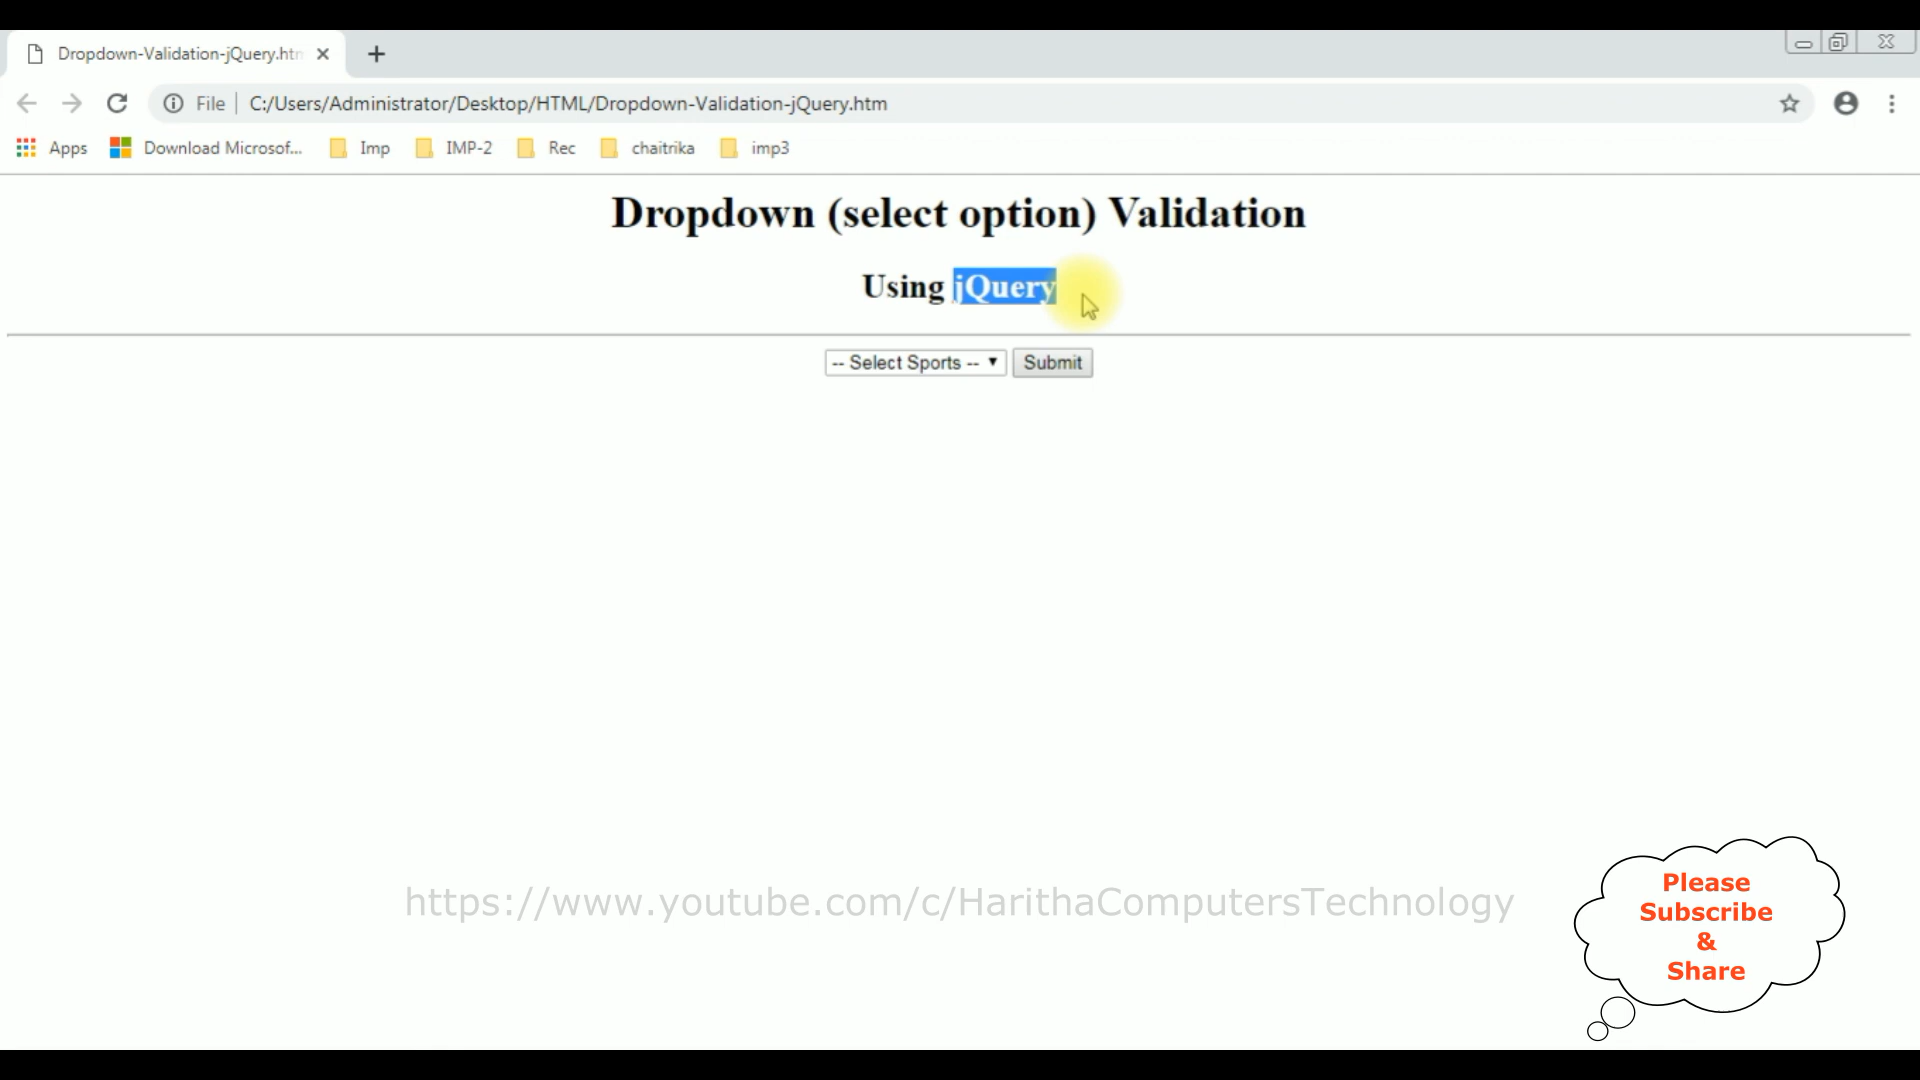 Dropdown-Validation-jQuery.htm
File
C:/Users/Administrator/Desktop/HTML/Dropdown-Validation-jQuery.htm
Apps
Download Microsof...
Imp
IMP-2
Rec
chaitrika
imp3
Dropdown (select option) Validation
Using jQuery
-- Select Sports --
Submit
https://www.youtube.com/c/HarithaComputersTechnology
Please
Subscribe
&
Share